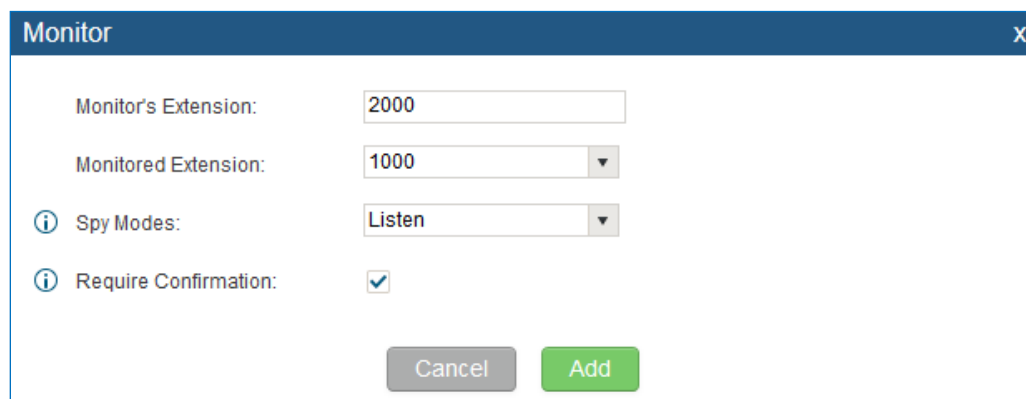 Monitor X
Monitor's Extension: 2000
Monitored Extension: 1000
Spy Modes: Listen
Require Confirmation:
Cancel Add